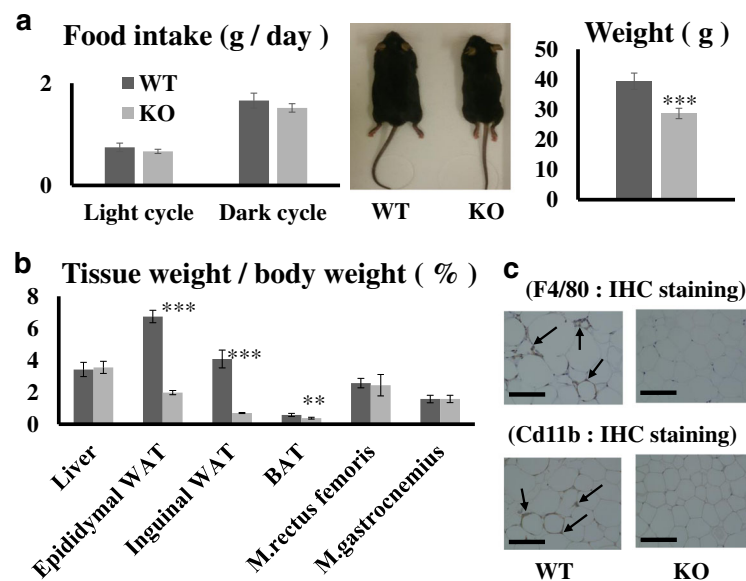 a
Food intake (g / day )
2
WT
KO
0
Light cycle
Dark cycle
WT
KO
Weight ( g )
50
40
30
20
10
0
***
b
Tissue weight / body weight ( % )
8
6
4
2
0
***
***
**
Liver
Epididymal WAT
Inguinal WAT
BAT
M.rectus femoris
M.gastrocnemius
c
(F4/80 : IHC staining)
(Cd11b : IHC staining)
WT
KO